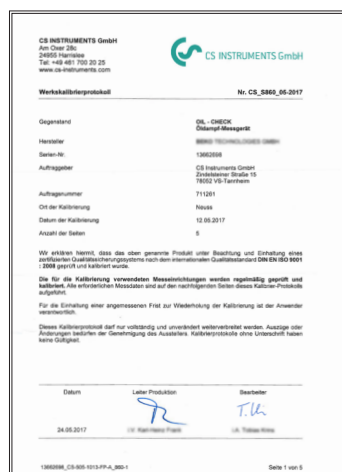 CS INSTRUMENTS GmbH
Am Oxer 28c
24955 Harrislee
Tel: +49 461 700 20 25
www.cs-instruments.com
CS INSTRUMENTS GmbH
Werkskalibrierprotokoll Nr. CS_S860_05-2017
Gegenstand OIL - CHECK
Öldampf-Messgerät
Hersteller
Serien-Nr. 13662698
Auftraggeber CS Instruments GmbH
Zindelsteiner Straße 15
78052 VS-Tannheim
Auftragsnummer 711261
Ort der Kalibrierung Neuss
Datum der Kalibrierung 12.05.2017
Anzahl der Seiten 5
Wir erklären hiermit, dass das oben genannte Produkt unter Beachtung und Einhaltung eines
zertifizierten Qualitätssicherungssystems nach dem internationalen Qualitätsstandard DIN EN ISO 9001
: 2008 geprüft und kalibriert wurde.
Die für die Kalibrierung verwendeten Messeinrichtungen werden regelmäßig geprüft und
kalibriert. Alle erforderlichen Messdaten sind auf den nachfolgenden Seiten dieses Kalibrier-Protokolls
aufgeführt.
Für die Einhaltung einer angemessenen Frist zur Wiederholung der Kalibrierung ist der Anwender
verantwortlich.
Dieses Kalibrierprotokoll darf nur vollständig und unverändert weiterverbreitet werden. Auszüge oder
Änderungen bedürfen der Genehmigung des Ausstellers. Kalibrierprotokolle ohne Unterschrift haben
keine Gültigkeit.
Datum Leiter Produktion Bearbeiter
24.05.2017
Seite 1 von 5